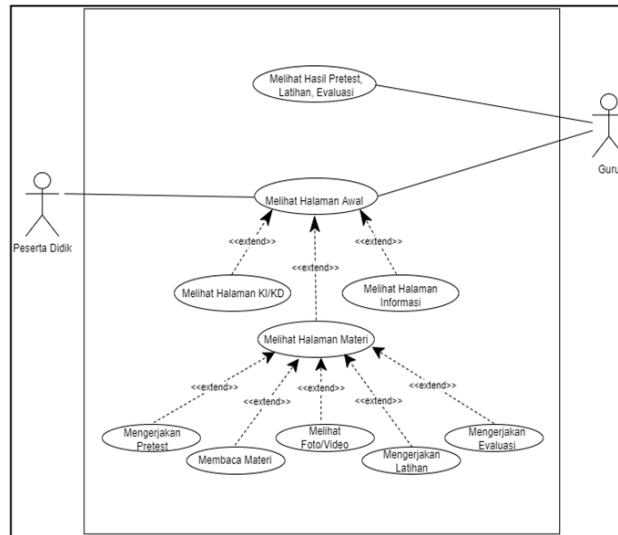 Melihat Hasil Pretest,
Latihan, Evaluasi
Guru
Peserta Didik
Melihat Halaman Awal
<<extend>>
<<extend>>
<<extend>>
Melihat Halaman KI/KD
Melihat Halaman
Informasi
Melihat Halaman Materi
<<extend>>
<<extend>>
<<extend>>
<<extend>>
<<extend>>
Mengerjakan
Pretest
Membaca Materi
Melihat
Foto/Video
Mengerjakan
Latihan
Mengerjakan
Evaluasi